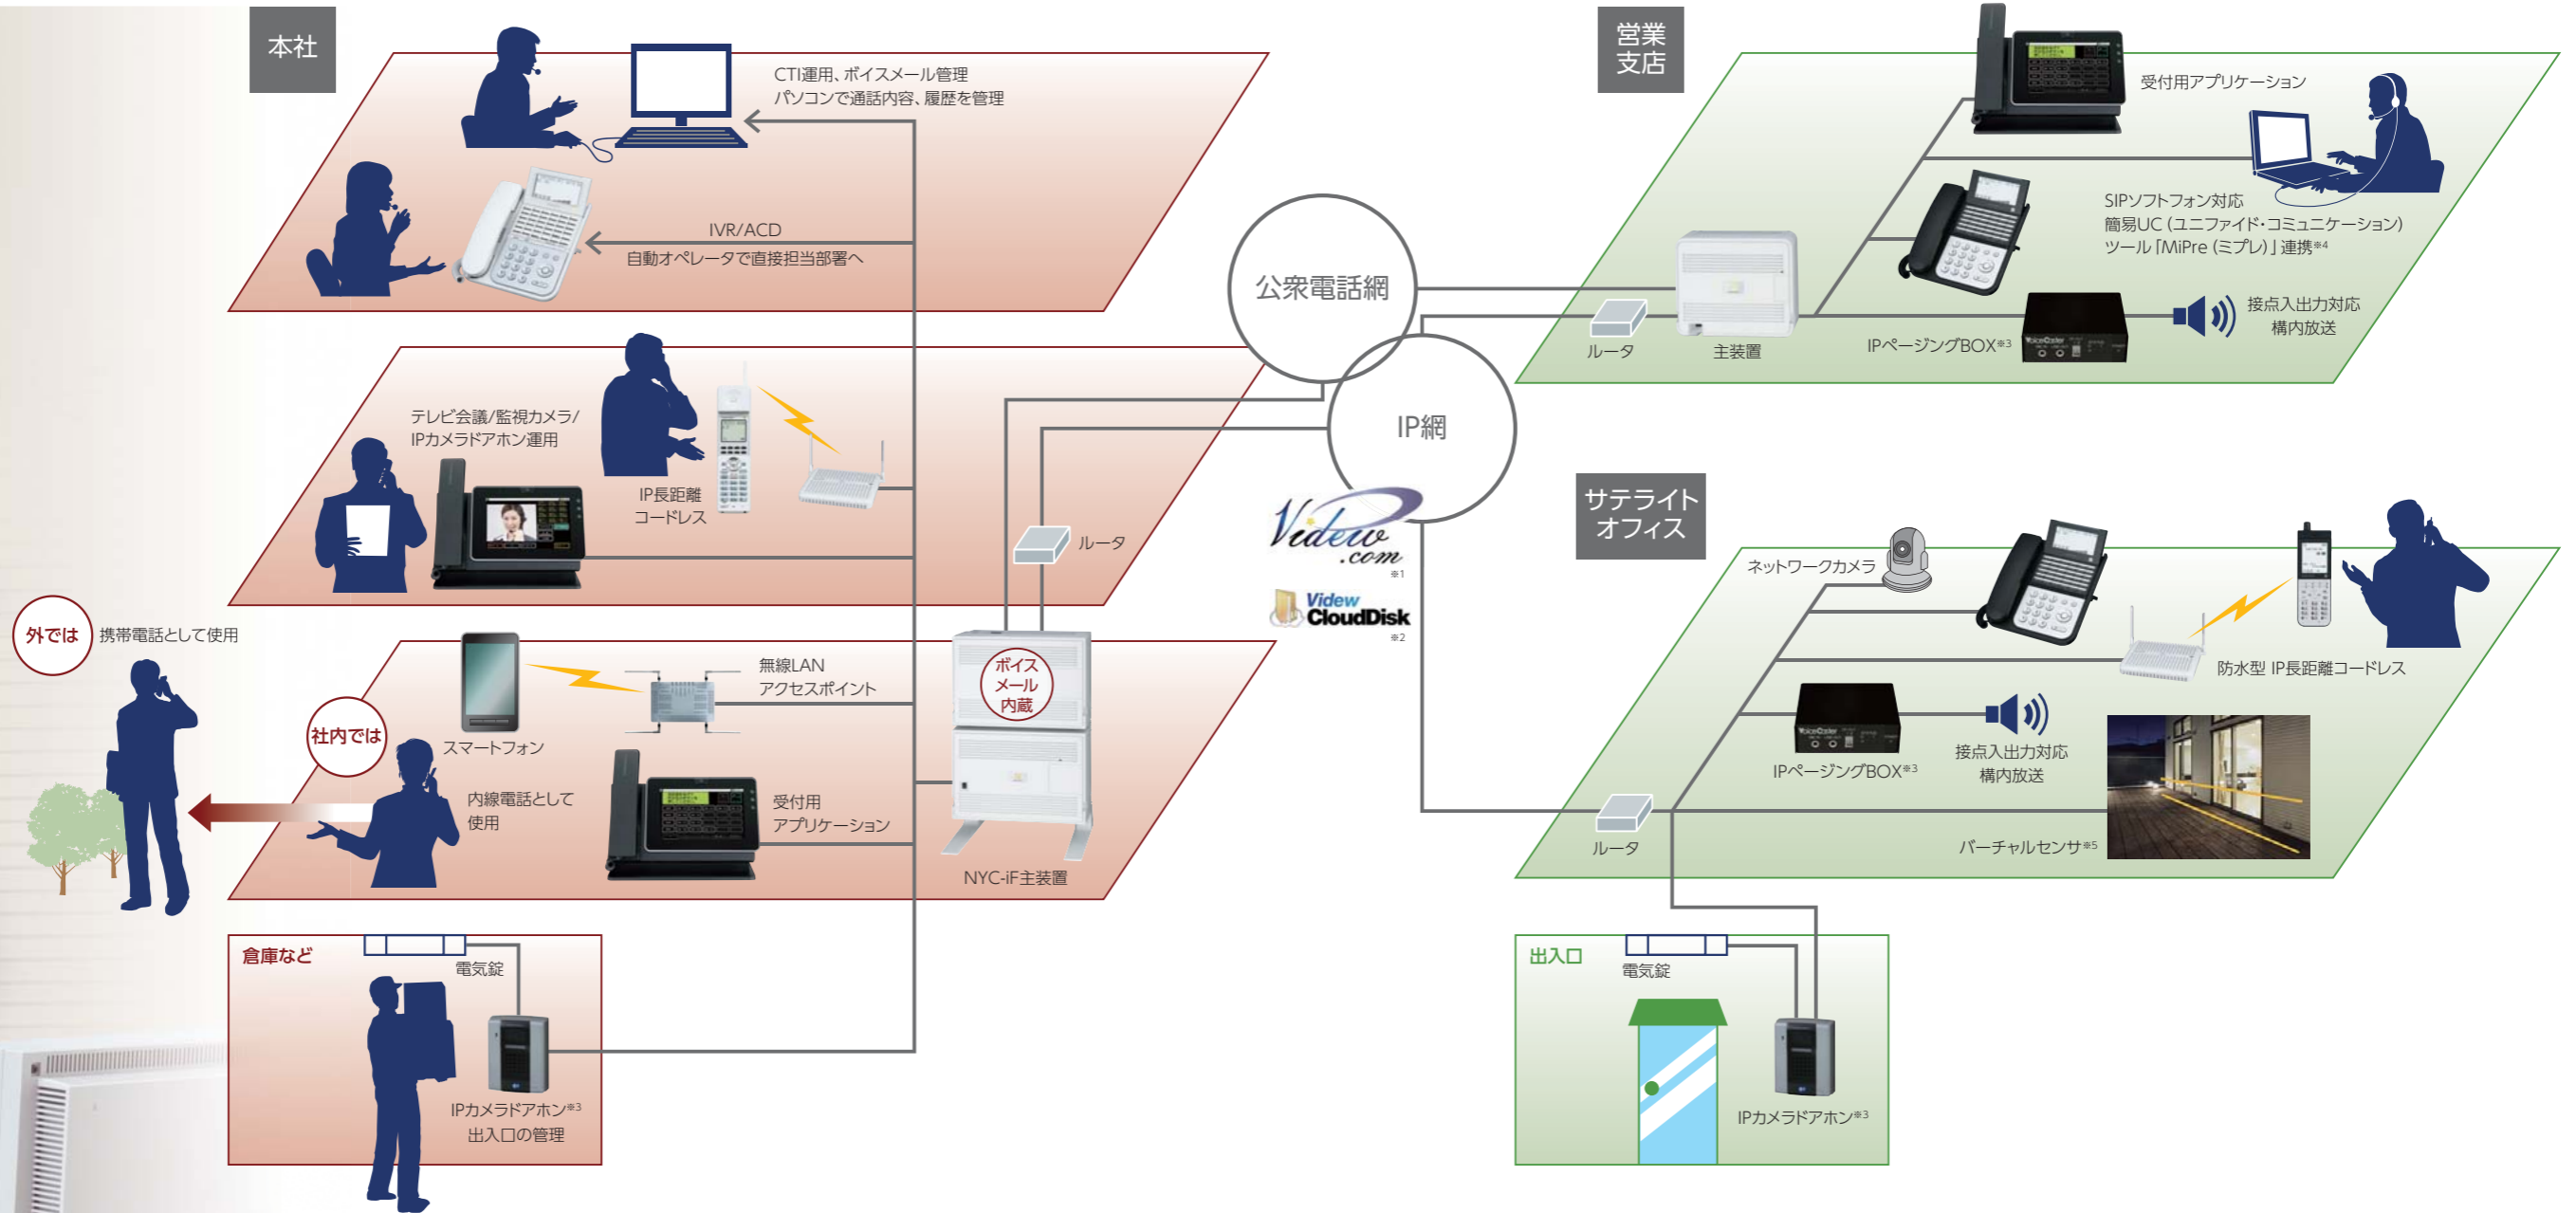 本社
CTI運用、ボイスメール管理
パソコンで通話内容、履歴を管理
IVR/ACD
自動オペレータで直接担当部署へ
テレビ会議/監視カメラ/
IPカメラドアホン運用
IP長距離
コードレス
ルータ
外では
携帯電話として使用
社内では
スマートフォン
無線LAN
アクセスポイント
ボイス
メール
内蔵
内線電話として
使用
受付用
アプリケーション
NYC-iF主装置
倉庫など
電気錠
IPカメラドアホン※3
出入口の管理
公衆電話網
IP網
Videw
.com
※1
Videw
CloudDisk
※2
営業
支店
受付用アプリケーション
SIPソフトフォン対応
簡易UC（ユニファイド・コミュニケーション）
ツール「MiPre（ミプレ）」連携※4
ルータ
主装置
IPページングBOX※3
VoiceCaster
接点入出力対応
構内放送
サテライト
オフィス
ネットワークカメラ
防水型 IP長距離コードレス
VoiceCaster
IPページングBOX※3
接点入出力対応
構内放送
ルータ
バーチャルセンサ※5
出入口
電気錠
IPカメラドアホン※3